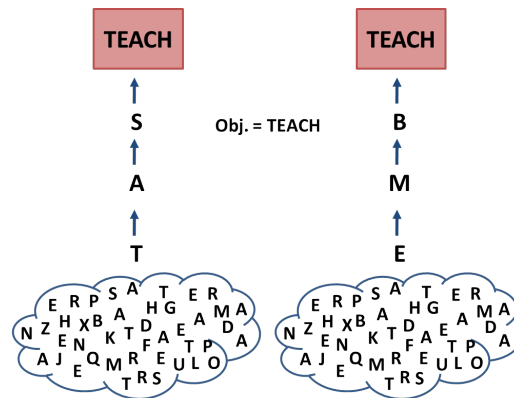 TEACH TEACH
S Obj. = TEACH B
A M
T E
E R P S A T G E R E R P S A T G E R
N Z H X B A H G A M A N Z H X B A H G A M A
E N K T D A E A D A E N K T D A E A D A
A J E Q M R F E U L O T P A J E Q M R F E U L O T P
T R S T R S